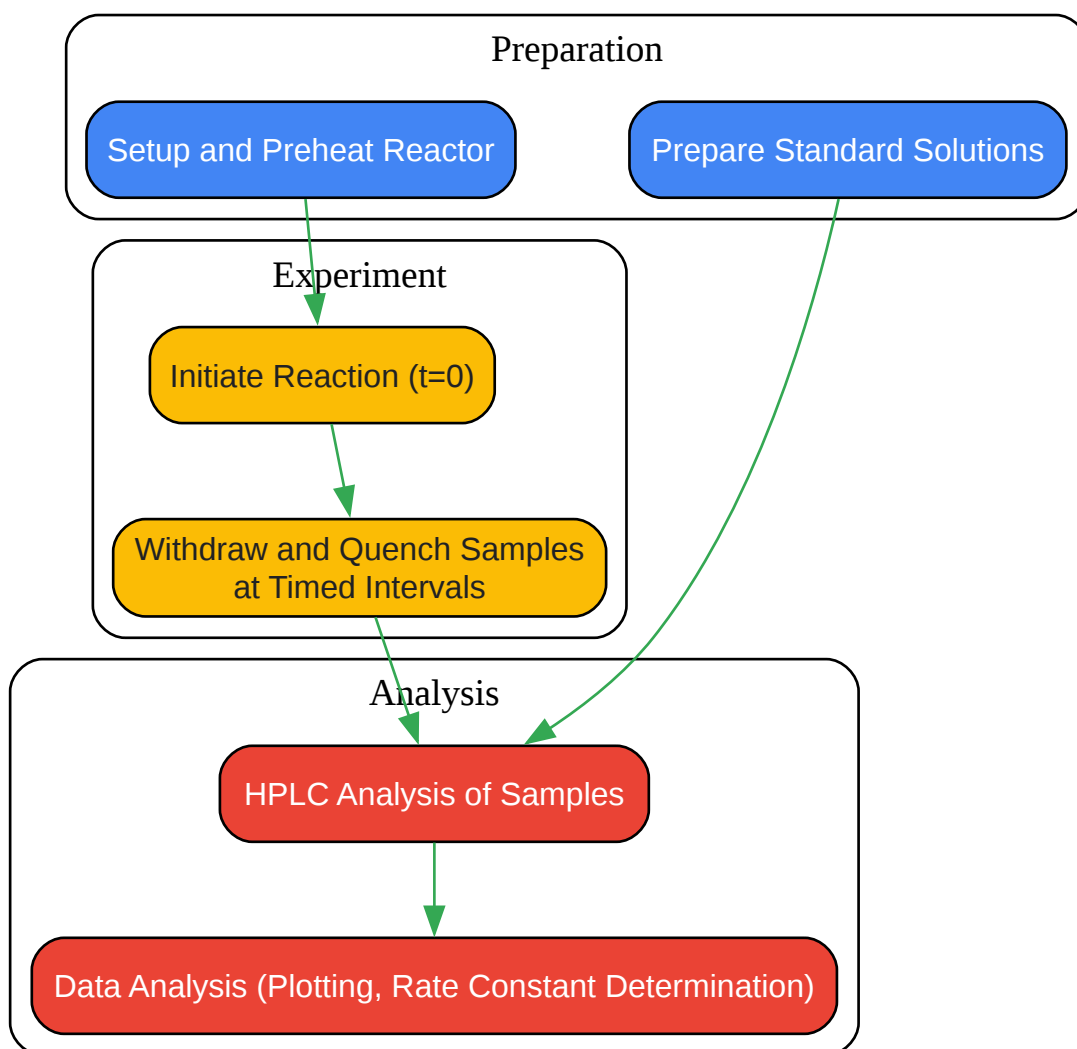 Preparation
Setup and Preheat Reactor
Prepare Standard Solutions
Experiment
Initiate Reaction (t=0)
Withdraw and Quench Samples
at Timed Intervals
Analysis
HPLC Analysis of Samples
Data Analysis (Plotting, Rate Constant Determination)